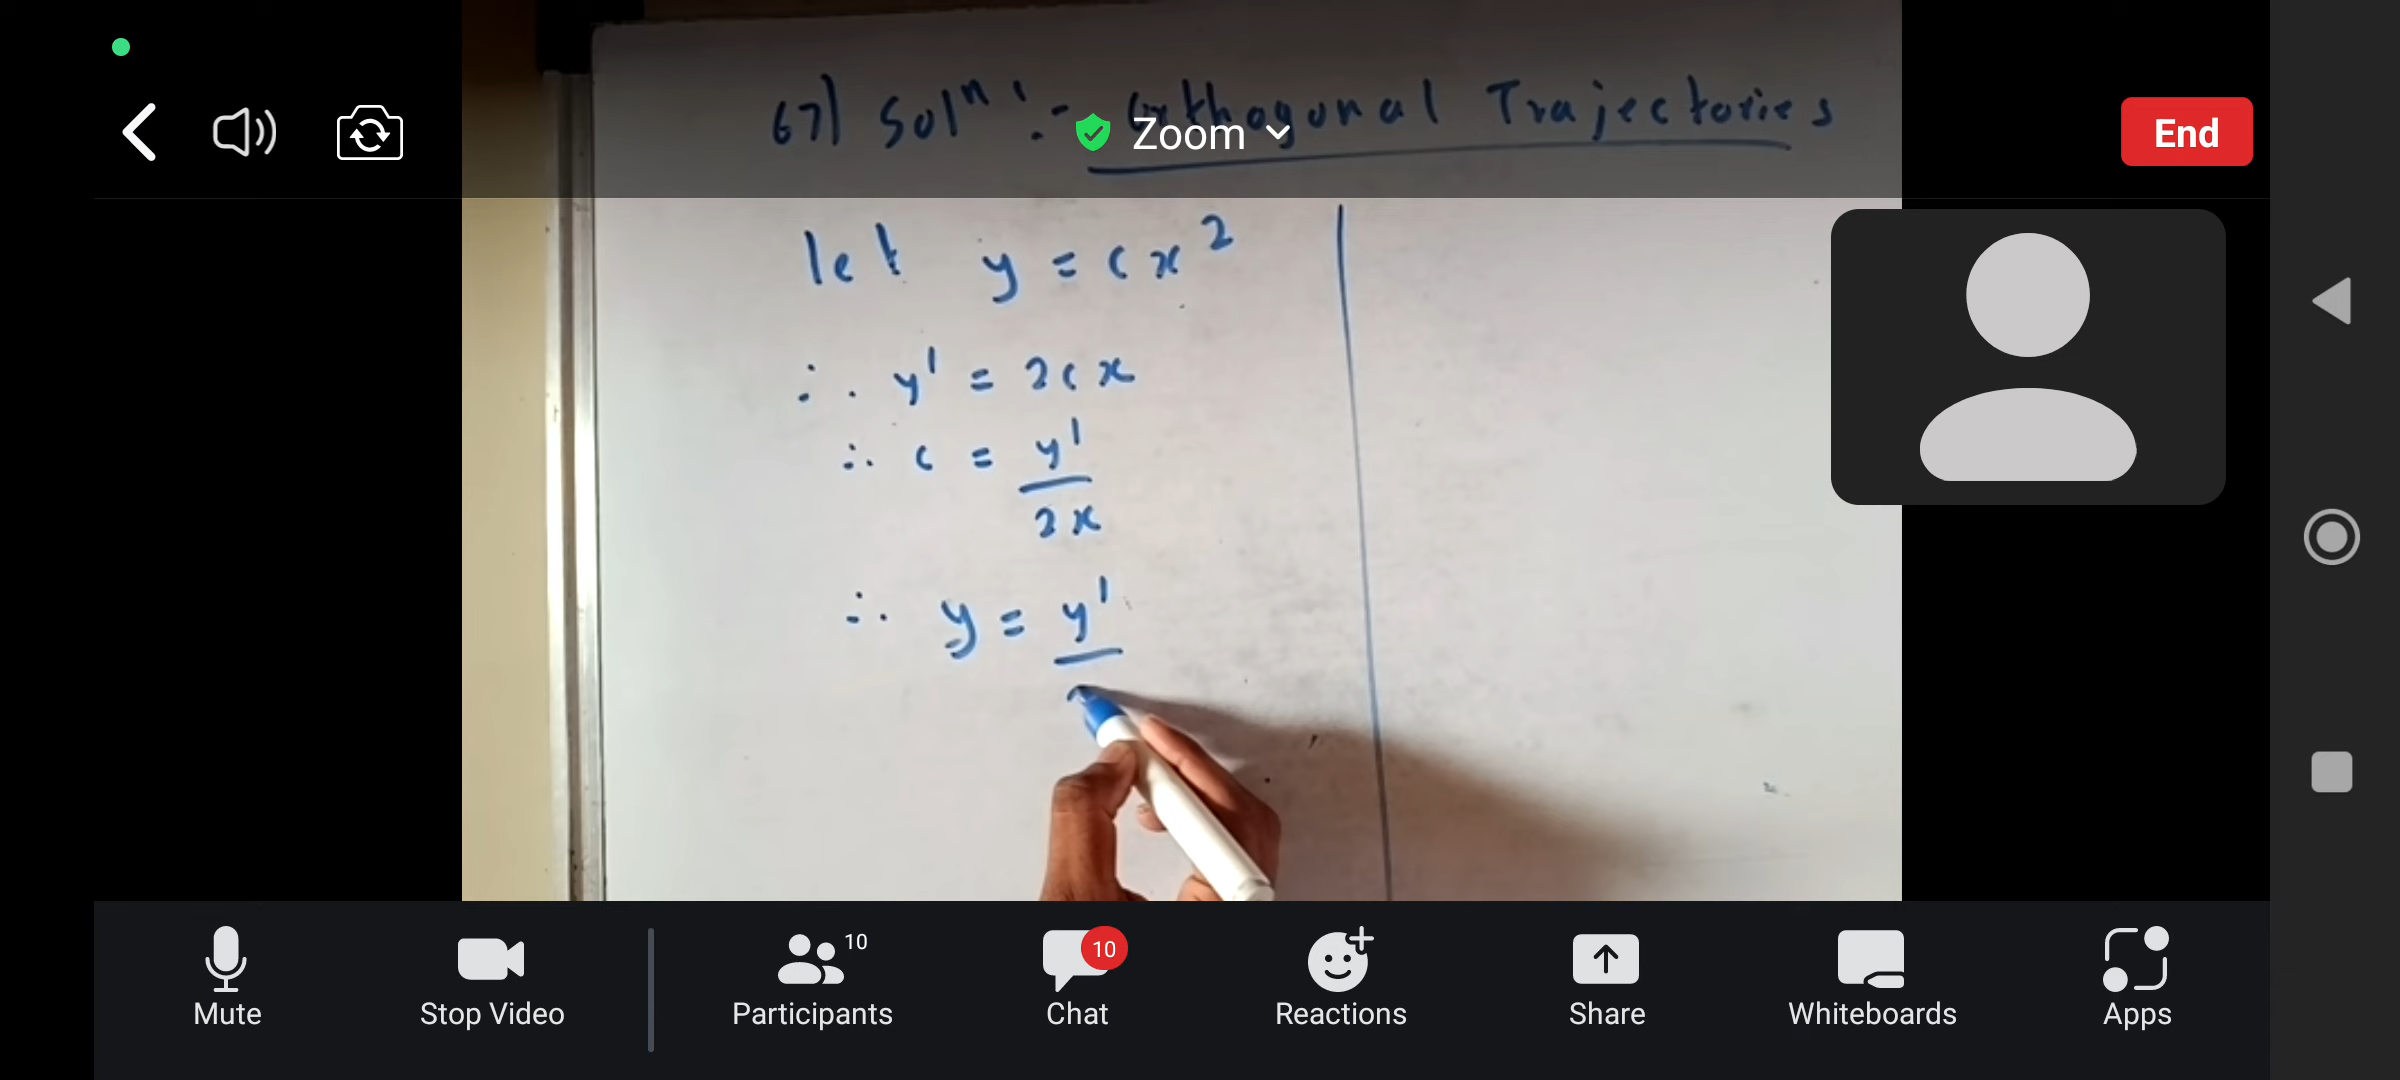 67) Solⁿ :- Orthogonal Trajectories
Zoom
End
let y = cx²
∴ y' = 2cx
∴ c = y'/2x
∴ y = y'/
Mute
Stop Video
Participants 10
Chat 10
Reactions
Share
Whiteboards
Apps